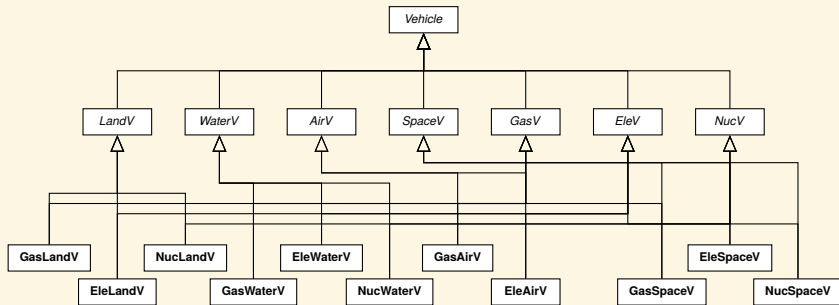 Vehicle
LandV
WaterV
AirV
SpaceV
GasV
EleV
NucV
GasLandV
NucLandV
EleWaterV
GasAirV
EleSpaceV
EleLandV
GasWaterV
NucWaterV
EleAirV
GasSpaceV
NucSpaceV